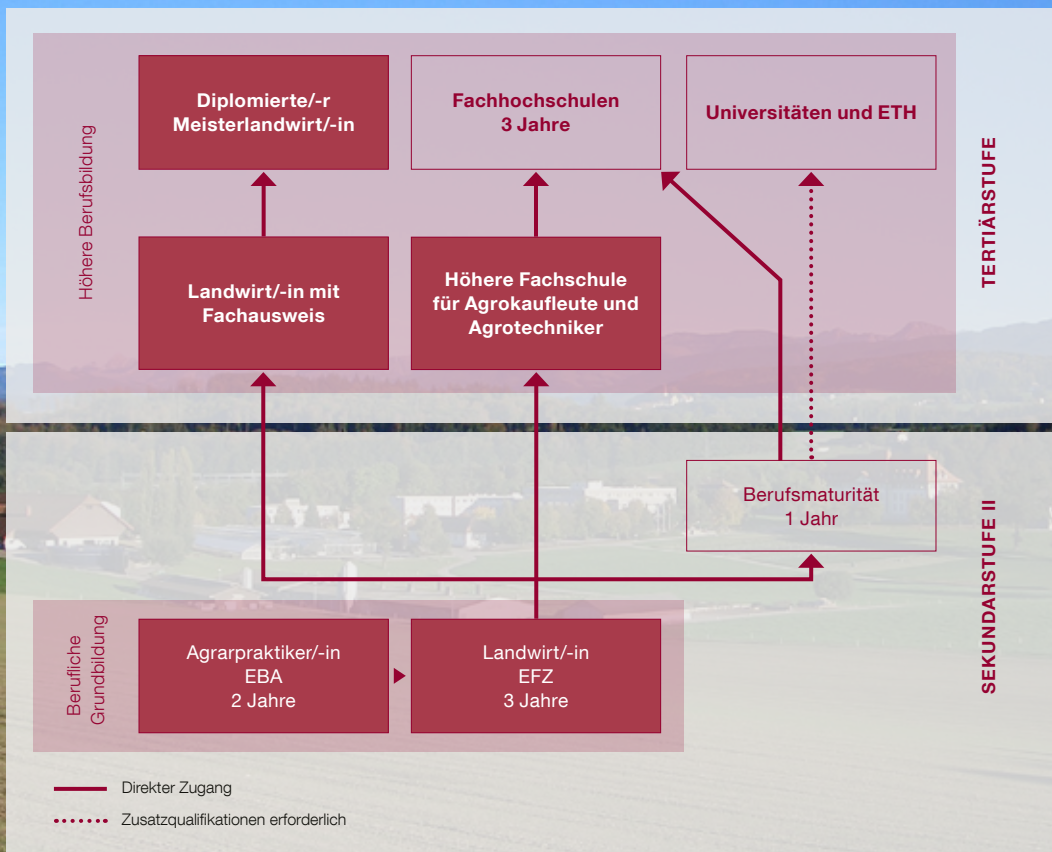 Diplomierte/-r
Meisterlandwirt/-in
Fachhochschulen
3 Jahre
Universitäten und ETH
Höhere Berufsbildung
TERTIÄRSTUFE
Landwirt/-in mit
Fachausweis
Höhere Fachschule
für Agrokaufleute und
Agrotechniker
Berufsmaturität
1 Jahr
SEKUNDARSTUFE II
Berufliche
Grundbildung
Agrarpraktiker/-in
EBA
2 Jahre
Landwirt/-in
EFZ
3 Jahre
Direkter Zugang
Zusatzqualifikationen erforderlich